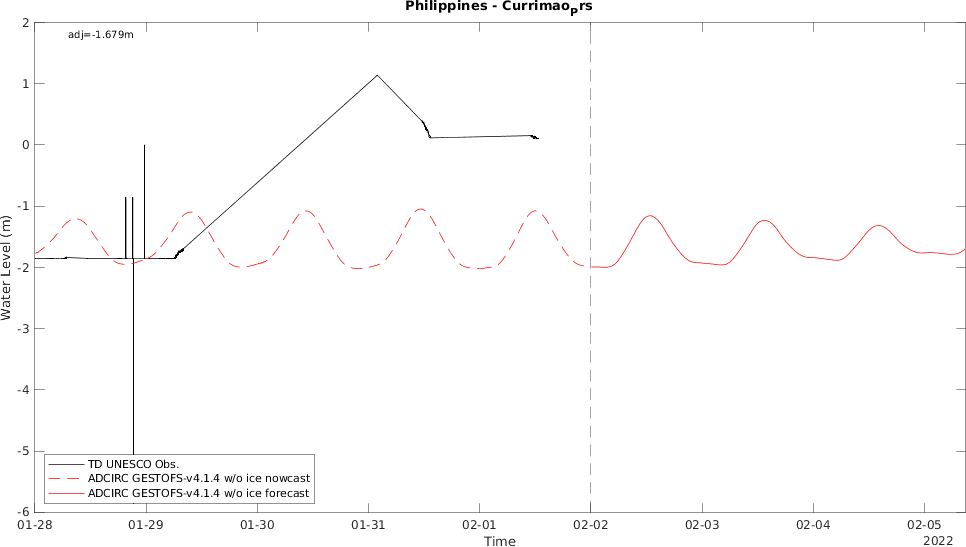 Philippines - Currimaoprs
adj=-1.679m
2
1
0
-1
-2
-3
-4
-5
-6
Water Level (m)
TD UNESCO Obs.
ADCIRC GESTOFS-v4.1.4 w/o ice nowcast
ADCIRC GESTOFS-v4.1.4 w/o ice forecast
01-28 01-29 01-30 01-31 02-01 02-02 02-03 02-04 02-05
Time
2022